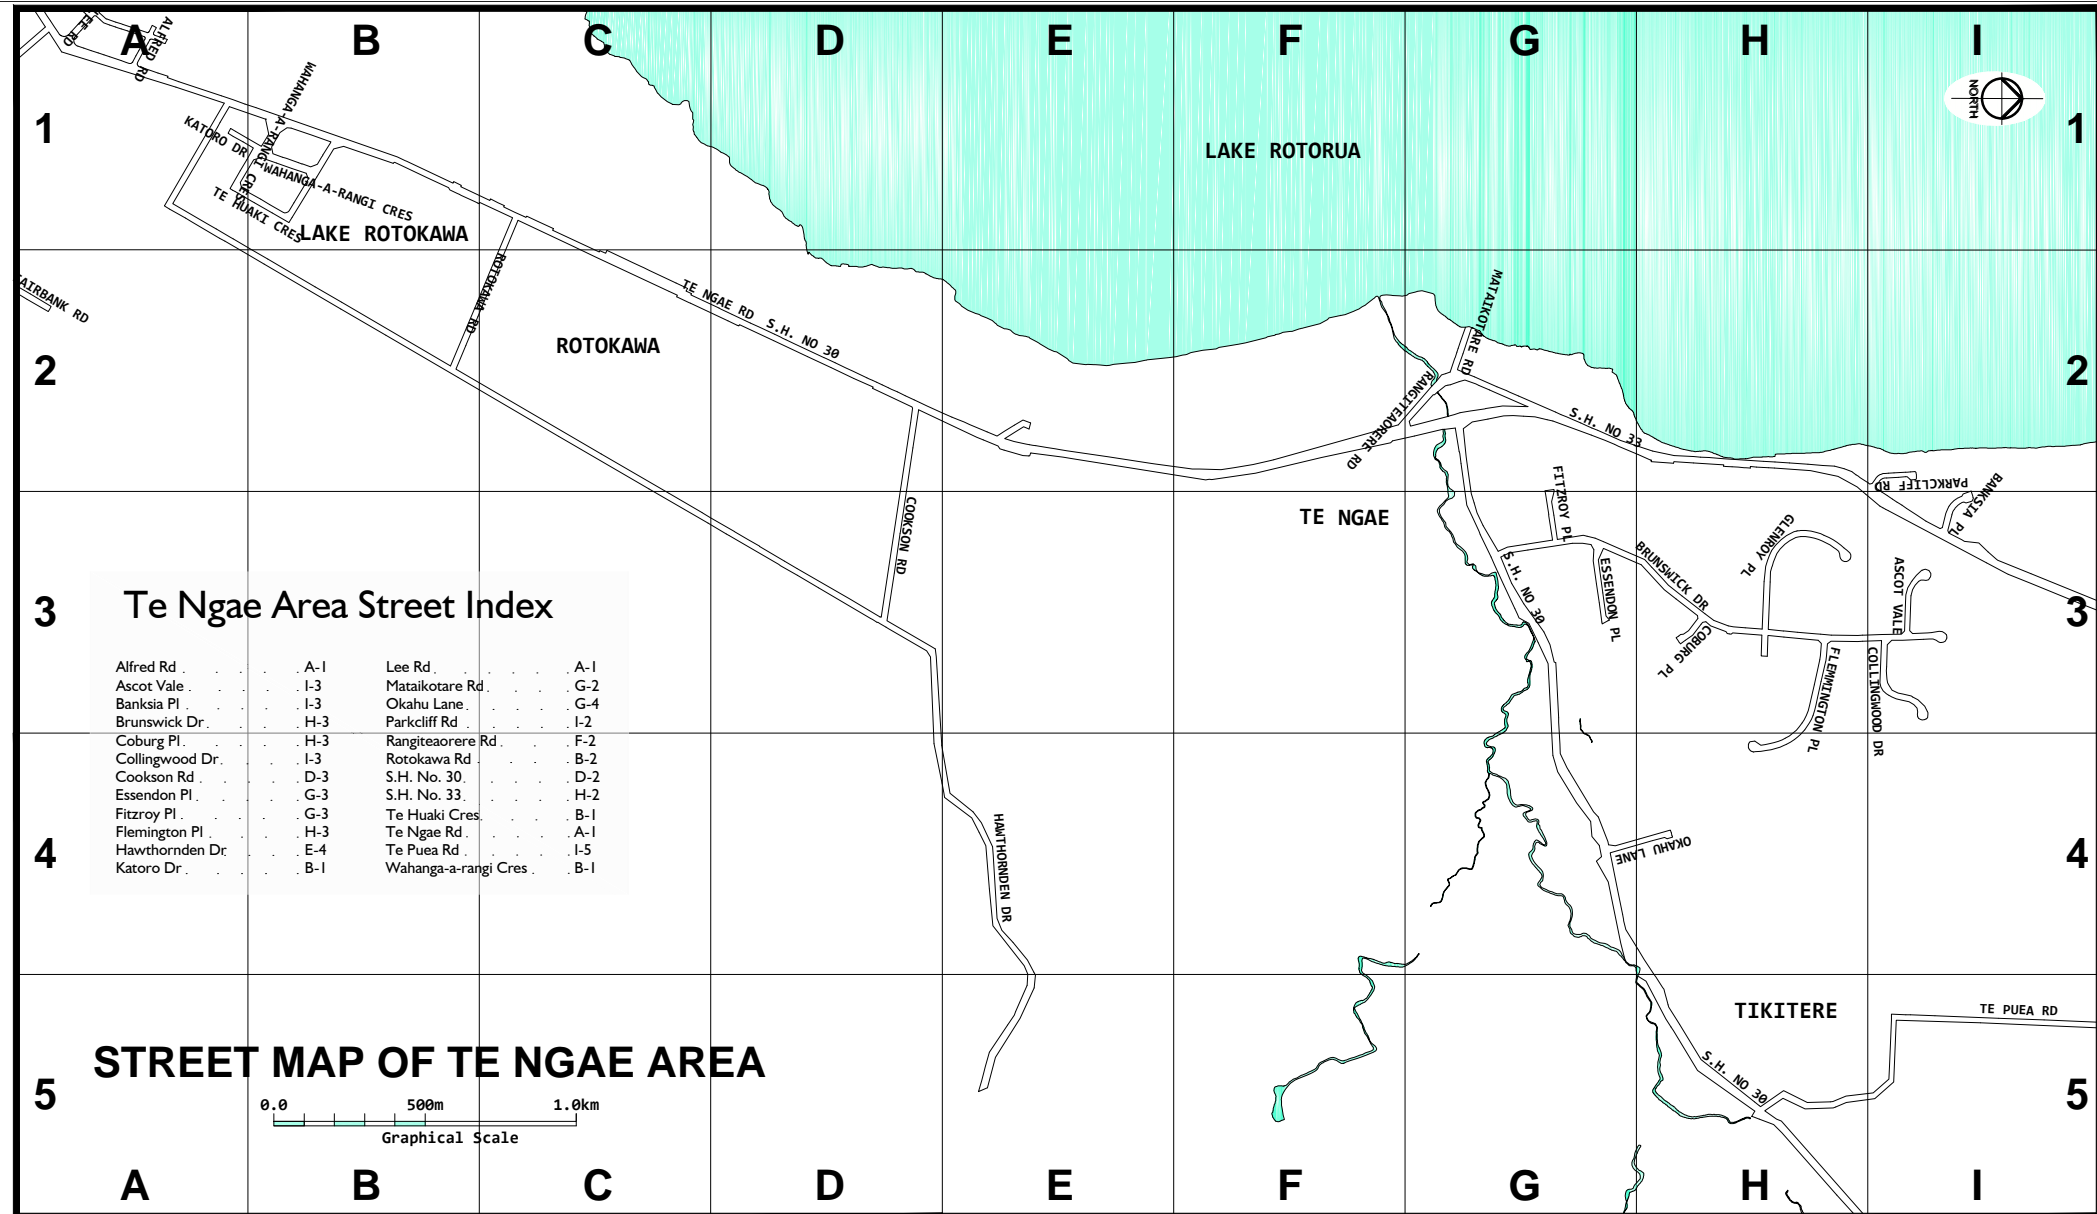 A B C D E F G H I
LEE RD
ALFRED RD
NORTH
1 1
WAHANGA-A-RANGI CRES
KATORO DR
WAHANGA-A-RANGI CRES
TE HUAKI CRES
LAKE ROTORUA
LAKE ROTOKAWA
AIRBANK RD
ROTOKAWA RD
TE NGAE RD
S.H. NO 30
MATAIKOTARE RD
ROTOKAWA
2 2
RANGITEAORERE RD
S.H. NO 33
PARKCLIFF RD
BANKSIA PL
COOKSON RD
TE NGAE
FITZROY PL
GLENROY PL
BRUNSWICK DR
S.H. NO 30
ESSENDON PL
ASCOT VALE
3 3
COBURG PL
FLEMMINGTON PL
COLLINGWOOD DR
Te Ngae Area Street Index
Alfred Rd A-1 Lee Rd A-1
Ascot Vale I-3 Mataikotare Rd G-2
Banksia Pl I-3 Okahu Lane G-4
Brunswick Dr H-3 Parkcliff Rd I-2
Coburg Pl H-3 Rangiteaorere Rd F-2
Collingwood Dr I-3 Rotokawa Rd B-2
Cookson Rd D-3 S.H. No. 30 D-2
Essendon Pl G-3 S.H. No. 33 H-2
Fitzroy Pl G-3 Te Huaki Cres B-1
Flemington Pl H-3 Te Ngae Rd A-1
Hawthornden Dr E-4 Te Puea Rd I-5
Katoro Dr B-1 Wahanga-a-rangi Cres B-1
4 4
HAWTHORNDEN DR
OKAHU LANE
TIKITERE
TE PUEA RD
S.H. NO 30
STREET MAP OF TE NGAE AREA
5 5
0.0 500m 1.0km
Graphical Scale
A B C D E F G H I